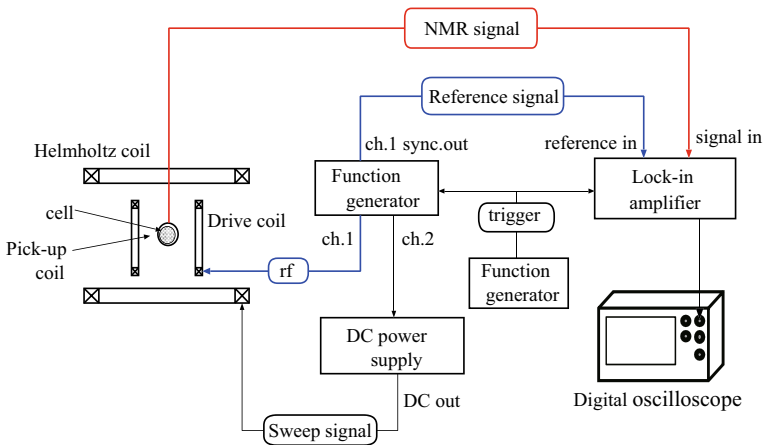 NMR signal
Reference signal
ch.1 sync.out
reference in
signal in
Helmholtz coil
Function
generator
Lock-in
amplifier
cell
Drive coil
trigger
Pick-up
coil
ch.1
ch.2
rf
Function
generator
DC power
supply
DC out
Digital oscilloscope
Sweep signal